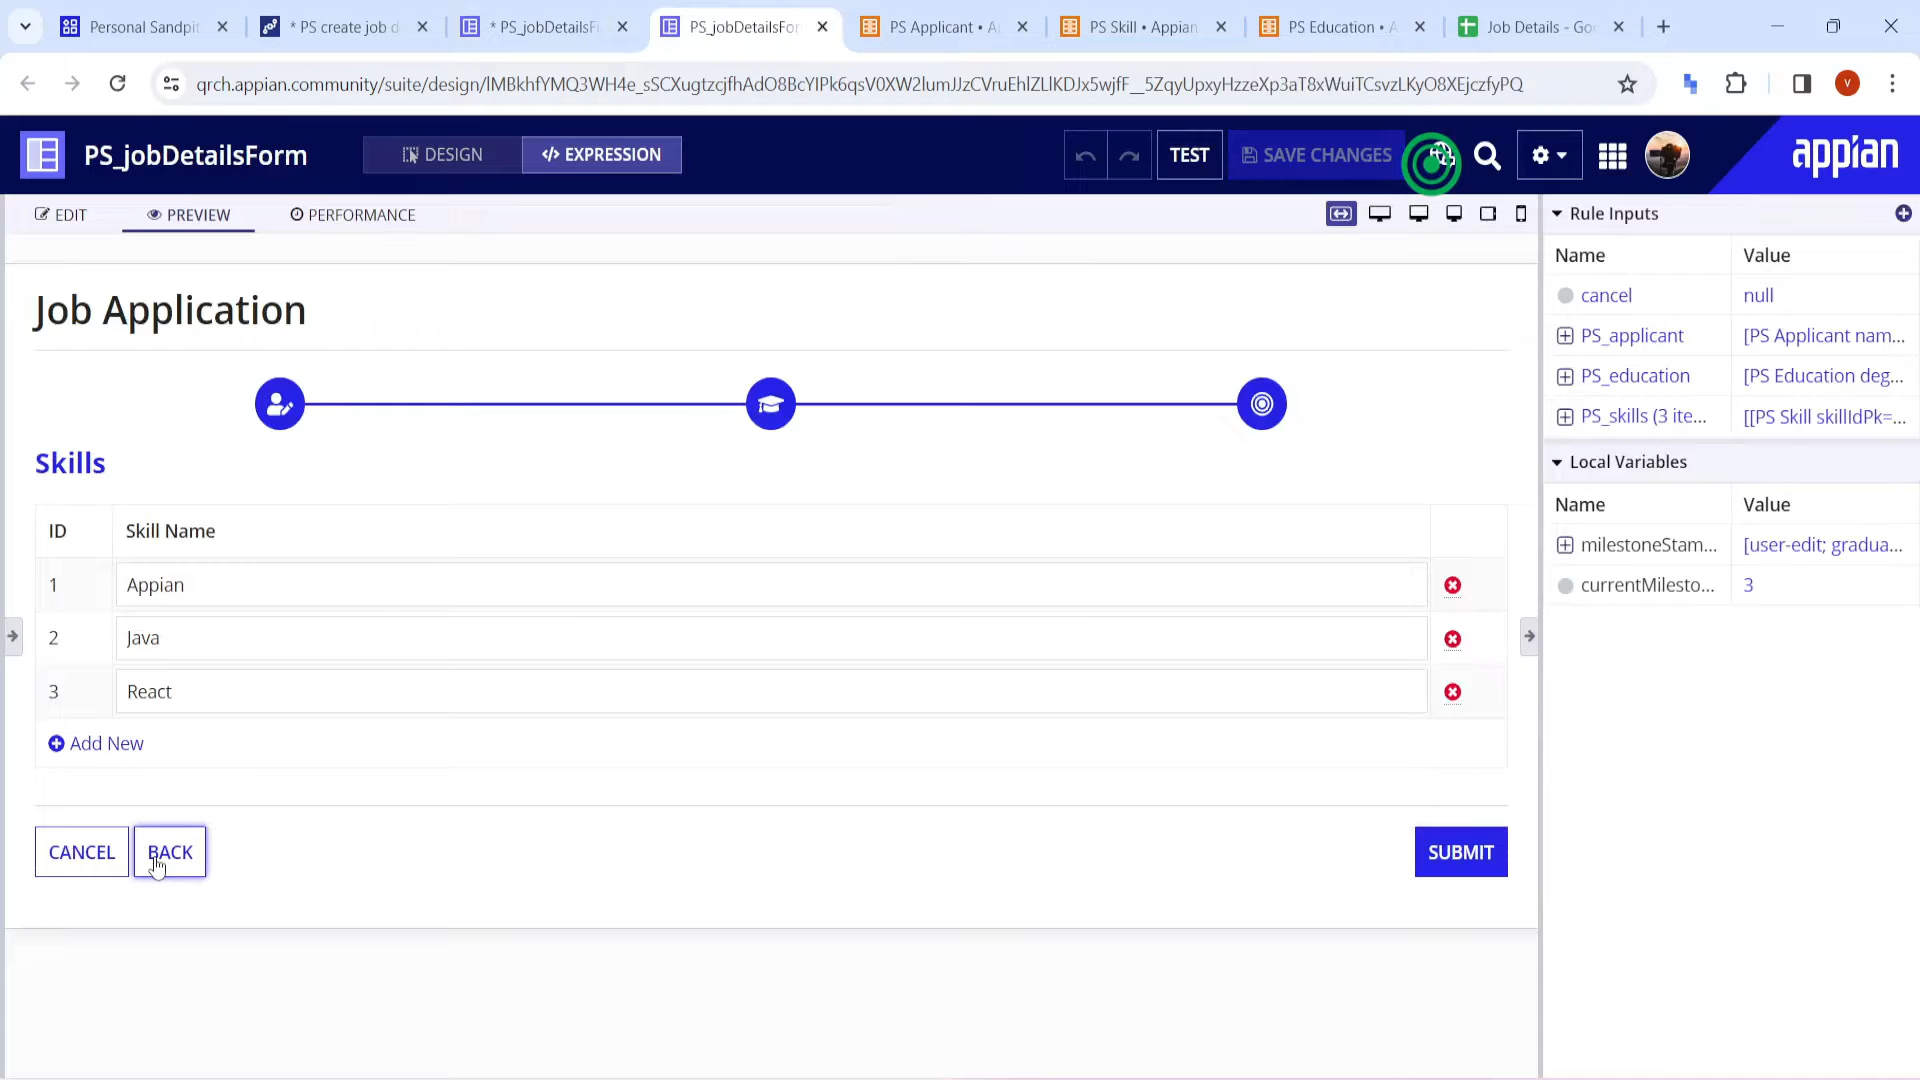 Personal Sandpit
* PS create job d
* PS_jobDetailsFi
PS_jobDetailsFor
PS Applicant • A
PS Skill • Appian
PS Education • A
Job Details - Goo
qrch.appian.community/suite/design/lMBkhfYMQ3WH4e_sSCXugtzcjfhAdO8BcYIPk6qsV0XW2lumJJzCVruEhlZLlKDJx5wjfF__5ZqyUpxyHzzeXp3aT8xWuiTCsvzLKyO8XEjczfyPQ
V
PS_jobDetailsForm
DESIGN
</> EXPRESSION
TEST
SAVE CHANGES
appian
EDIT
PREVIEW
PERFORMANCE
Job Application
Skills
ID
Skill Name
1
Appian
2
Java
3
React
Add New
CANCEL
BACK
SUBMIT
Rule Inputs
Name
Value
cancel
null
PS_applicant
[PS Applicant nam...
PS_education
[PS Education deg...
PS_skills (3 ite...
[[PS Skill skillIdPk=...
Local Variables
Name
Value
milestoneStam...
[user-edit; gradua...
currentMilesto...
3